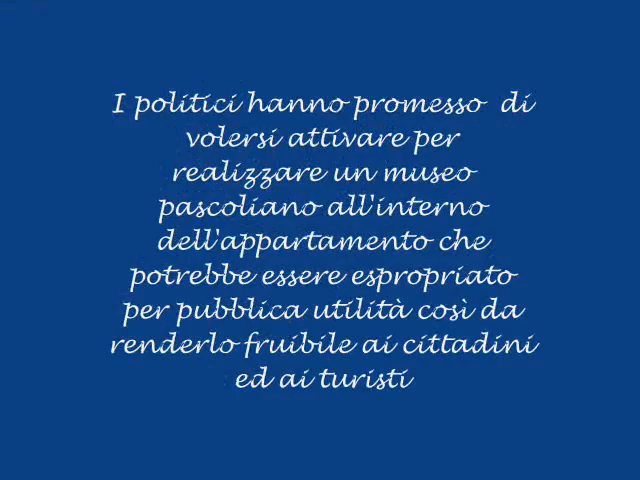 I politici hanno promesso  di
volersi attivare per
realizzare un museo
pascoliano all'interno
dell'appartamento che
potrebbe essere espropriato
per pubblica utilità così da
renderlo fruibile ai cittadini
ed ai turisti